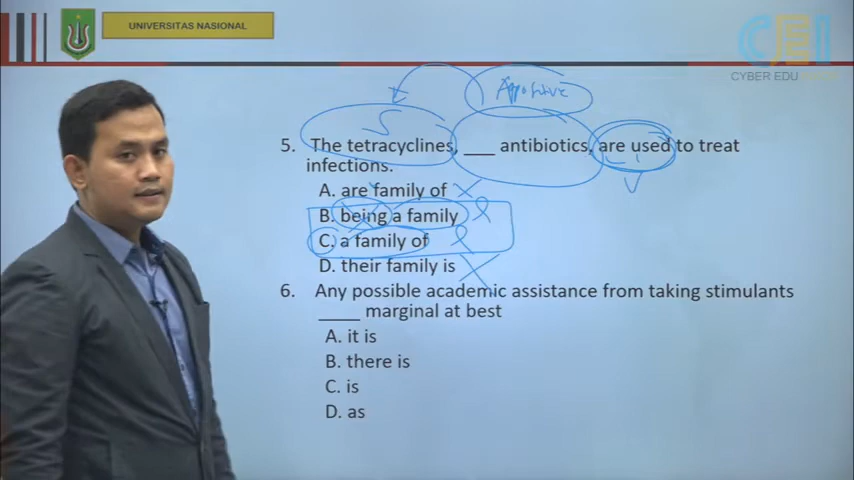 UNIVERSITAS NASIONAL
CEI
CYBER EDU
Appositive
S
5. The tetracyclines, ___ antibiotics, are used to treat
infections.
A. are family of
B. being a family
C. a family of
D. their family is
V
6. Any possible academic assistance from taking stimulants
____ marginal at best
A. it is
B. there is
C. is
D. as